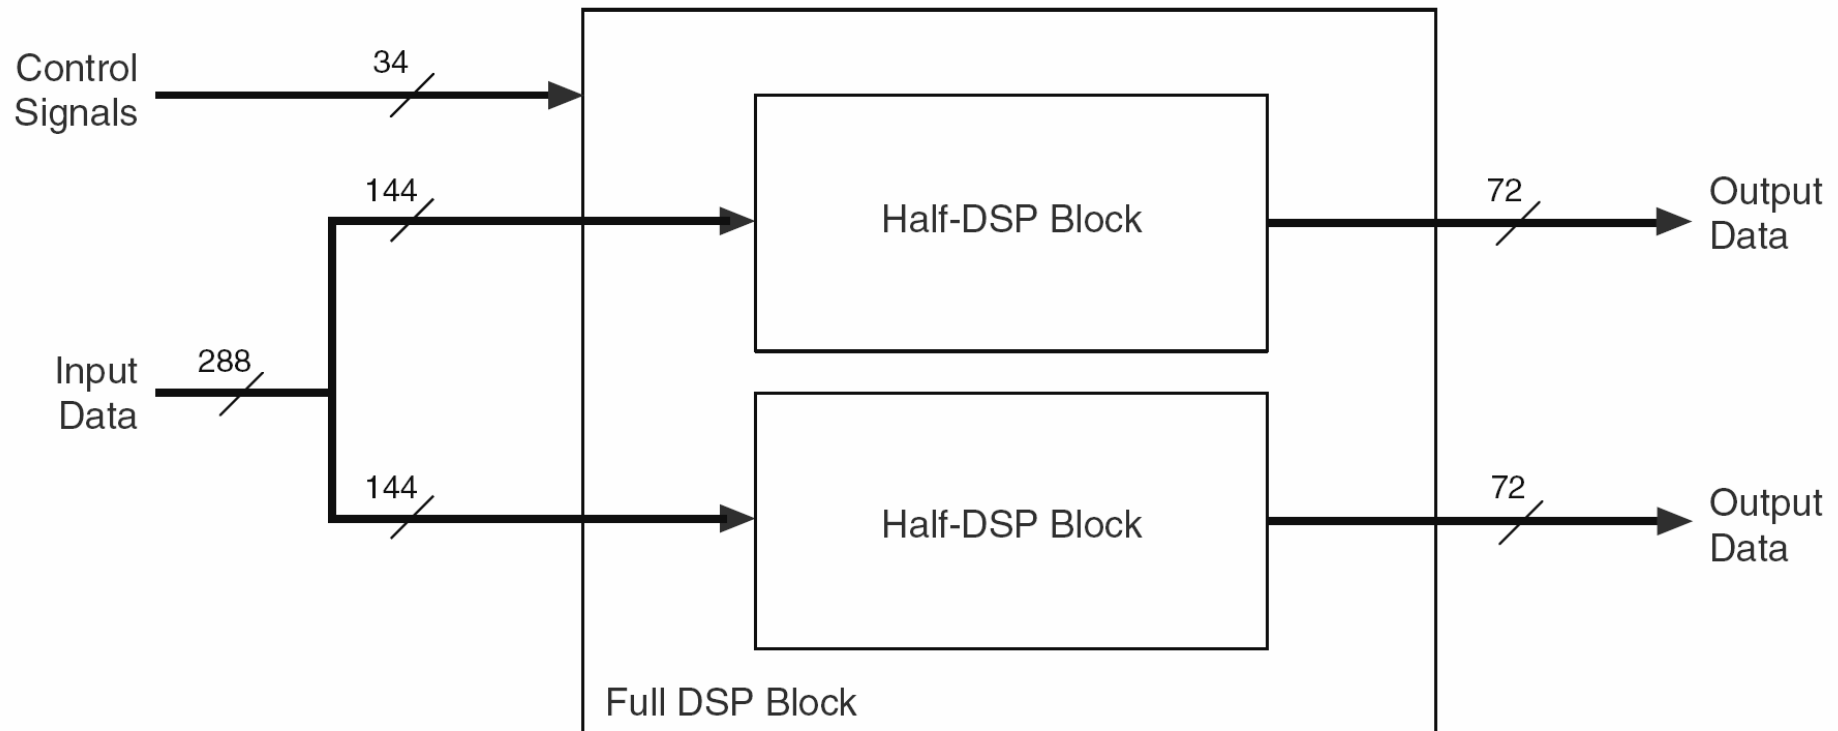 Control
Signals
34
144
Half-DSP Block
72
Output
Data
Input
Data
288
144
Half-DSP Block
72
Output
Data
Full DSP Block